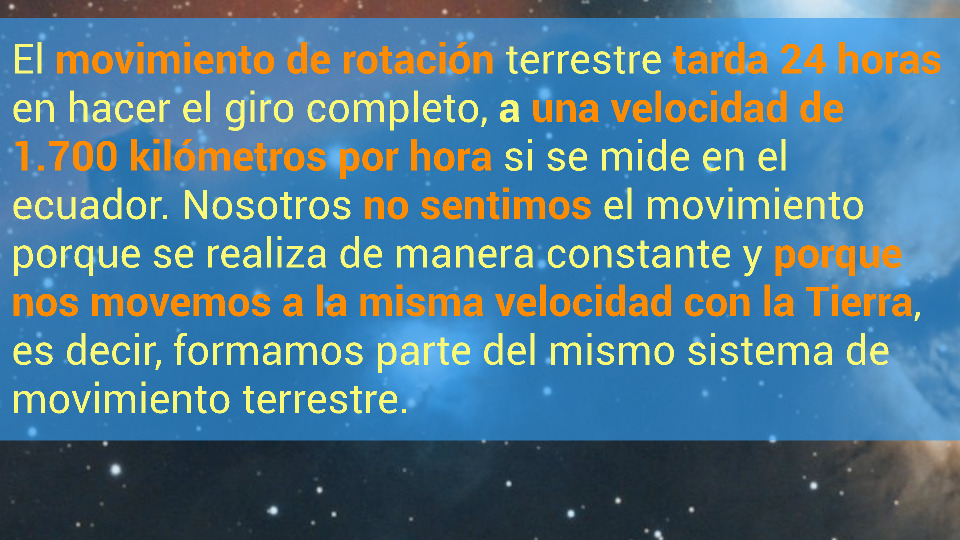 El movimiento de rotación terrestre tarda 24 horas
en hacer el giro completo, a una velocidad de
1.700 kilómetros por hora si se mide en el
ecuador. Nosotros no sentimos el movimiento
porque se realiza de manera constante y porque
nos movemos a la misma velocidad con la Tierra,
es decir, formamos parte del mismo sistema de
movimiento terrestre.